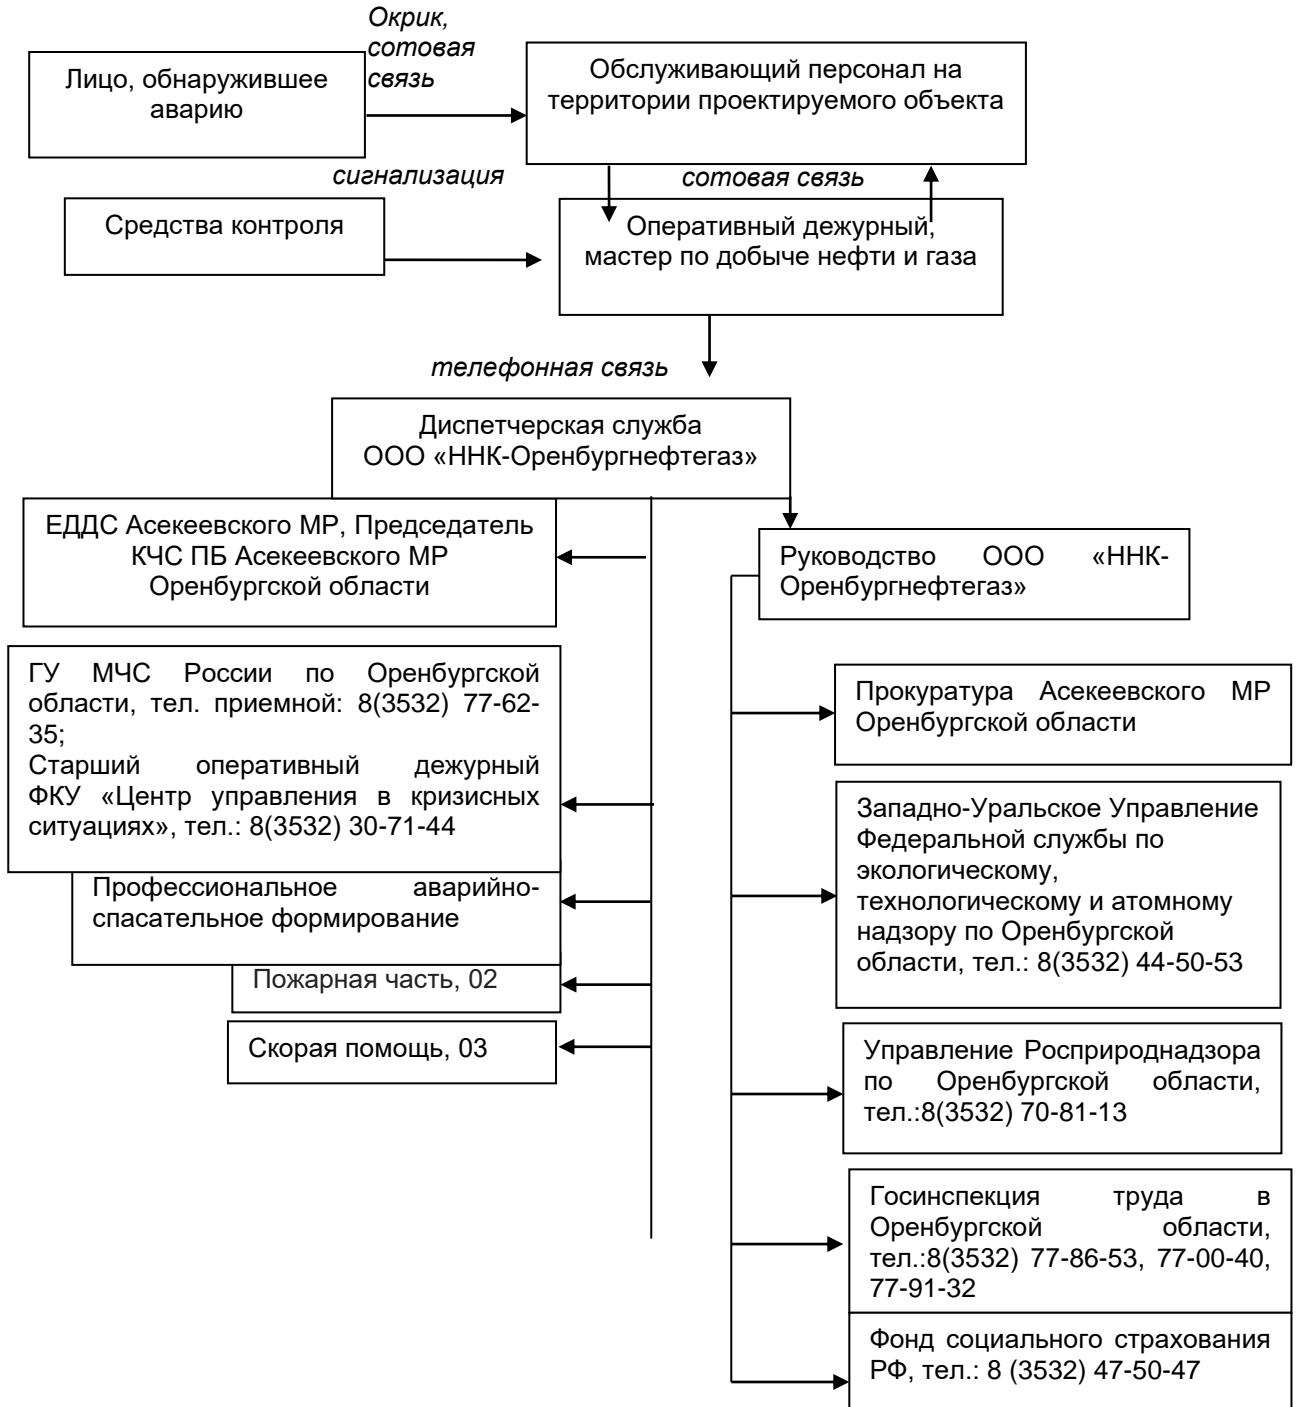 Окрик,
сотовая
связь
Лицо, обнаружившее
аварию
Обслуживающий персонал на
территории проектируемого объекта
сигнализация
сотовая связь
Средства контроля
Оперативный дежурный,
мастер по добыче нефти и газа
телефонная связь
Диспетчерская служба
ООО «ННК-Оренбургнефтегаз»
ЕДДС Асекеевского МР, Председатель
КЧС ПБ Асекеевского МР
Оренбургской области
Руководство ООО «ННК-
Оренбургнефтегаз»
ГУ МЧС России по Оренбургской
области, тел. приемной: 8(3532) 77-62-
35;
Старший оперативный дежурный
ФКУ «Центр управления в кризисных
ситуациях», тел.: 8(3532) 30-71-44
Профессиональное аварийно-
спасательное формирование
Пожарная часть, 02
Скорая помощь, 03
Прокуратура Асекеевского МР
Оренбургской области
Западно-Уральское Управление
Федеральной службы по
экологическому,
технологическому и атомному
надзору по Оренбургской
области, тел.: 8(3532) 44-50-53
Управление Росприроднадзора
по Оренбургской области,
тел.:8(3532) 70-81-13
Госинспекция труда в
Оренбургской области,
тел.:8(3532) 77-86-53, 77-00-40,
77-91-32
Фонд социального страхования
РФ, тел.: 8 (3532) 47-50-47